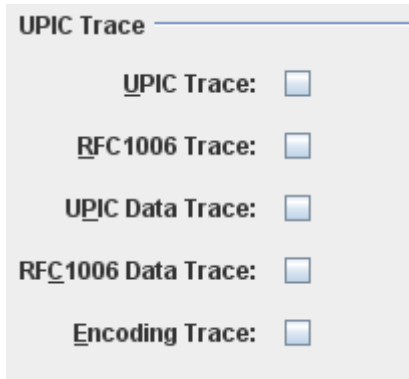 UPIC Trace
UPIC Trace:
RFC1006 Trace:
UPIC Data Trace:
RFC1006 Data Trace:
Encoding Trace: